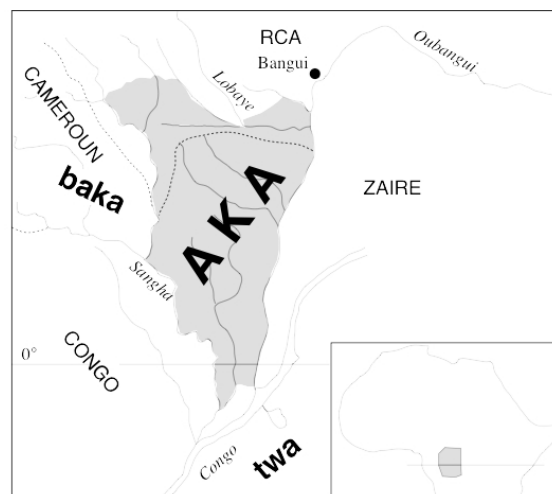 RCA
Bangui
Oubangui
Lobaye
CAMEROUN
baka
AKA
ZAIRE
Sangha
0°
CONGO
Congo
twa